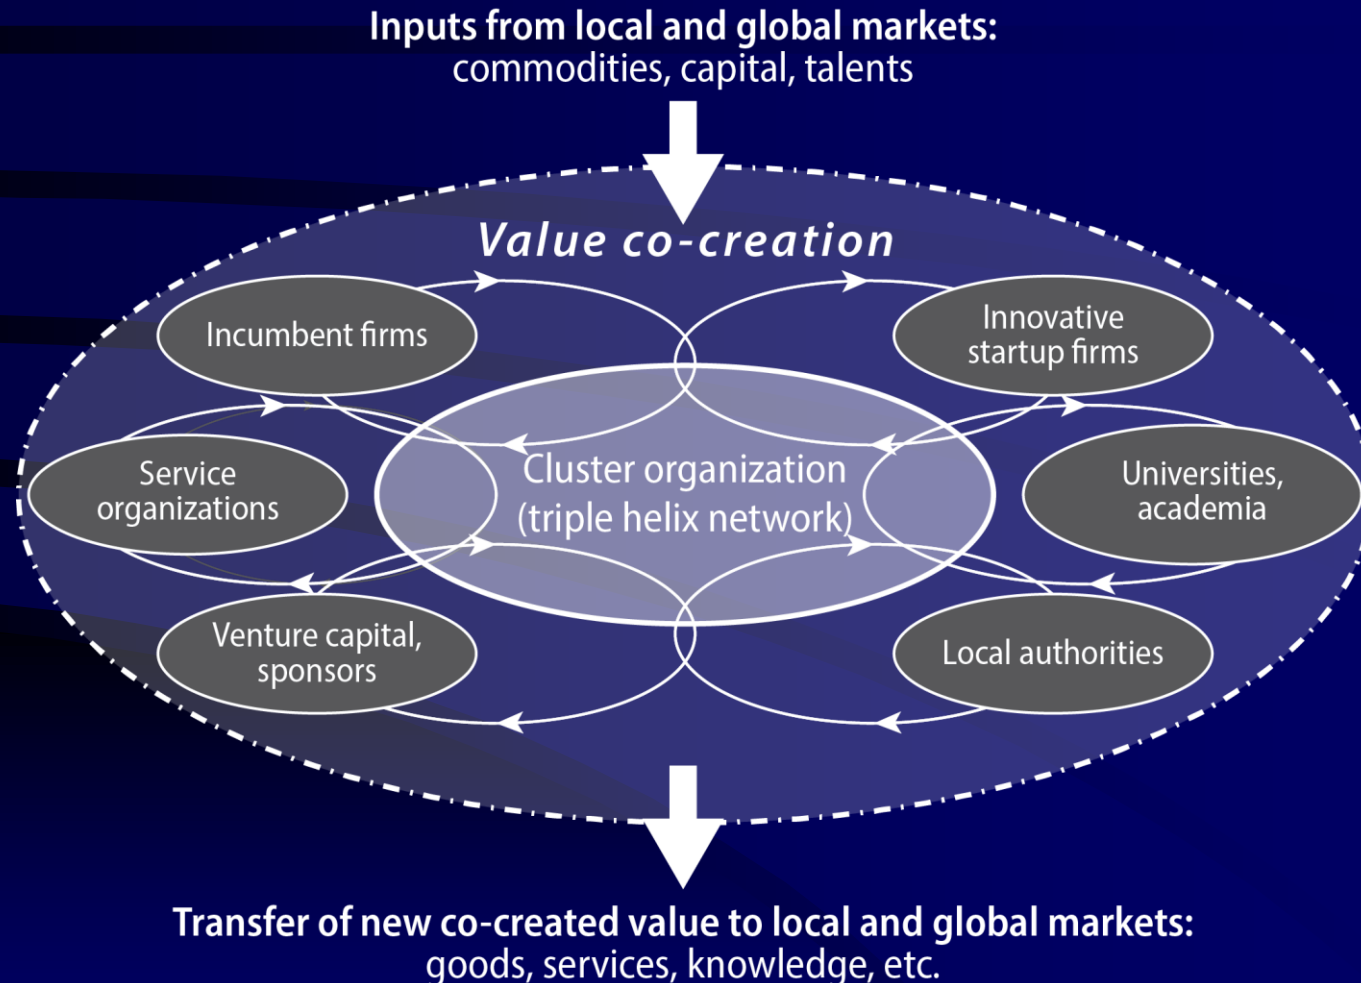 Inputs from local and global markets:
commodities, capital, talents
Value co-creation
Incumbent firms
Innovative
startup firms
Service
organizations
Cluster organization
(triple helix network)
Universities,
academia
Venture capital,
sponsors
Local authorities
Transfer of new co-created value to local and global markets:
goods, services, knowledge, etc.